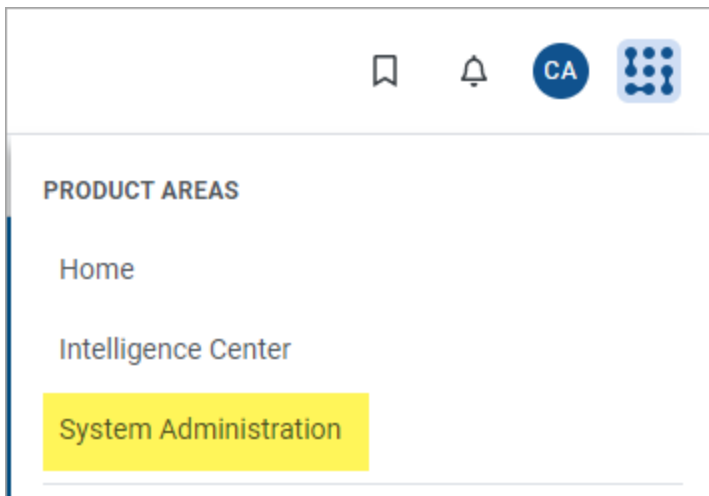 CA
PRODUCT AREAS
Home
Intelligence Center
System Administration